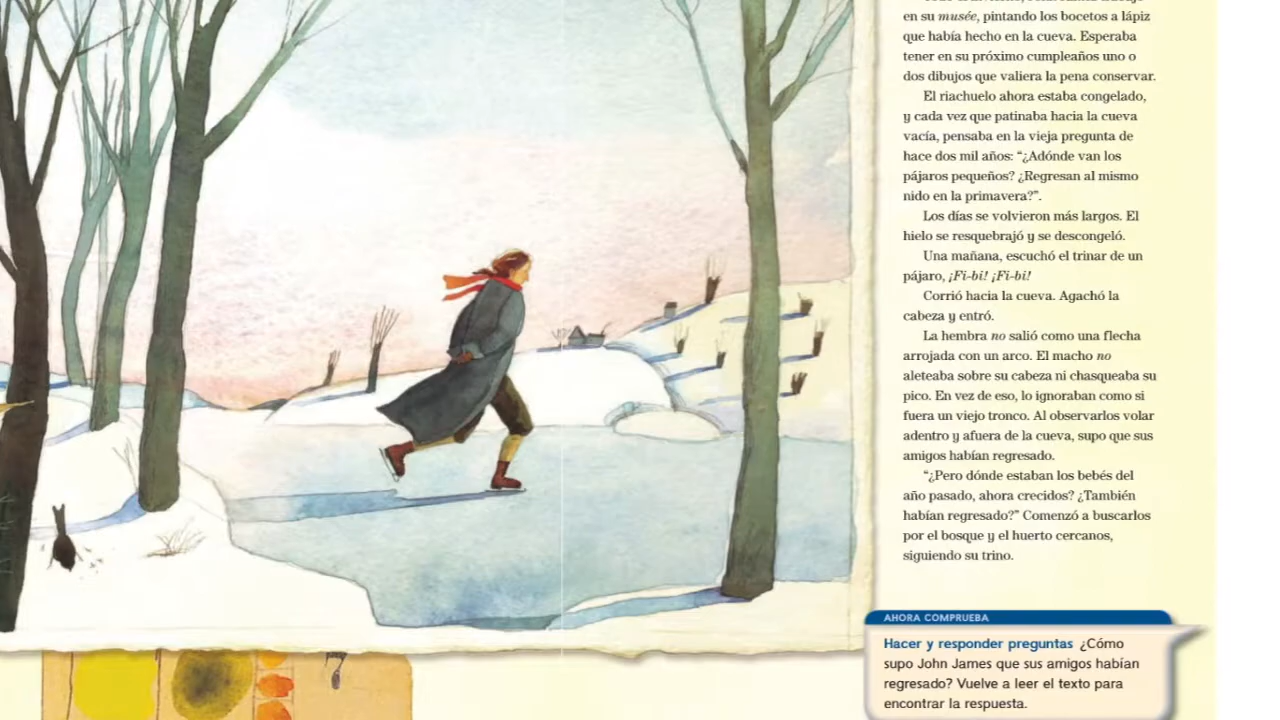 en su musée, pintando los bocetos a lápiz
que había hecho en la cueva. Esperaba
tener en su próximo cumpleaños uno o
dos dibujos que valiera la pena conservar.
El riachuelo ahora estaba congelado,
y cada vez que patinaba hacia la cueva
vacía, pensaba en la vieja pregunta de
hace dos mil años: “¿Adónde van los
pájaros pequeños? ¿Regresan al mismo
nido en la primavera?”.
Los días se volvieron más largos. El
hielo se resquebrajó y se descongeló.
Una mañana, escuchó el trinar de un
pájaro, ¡Fi-bi! ¡Fi-bi!
Corrió hacia la cueva. Agachó la
cabeza y entró.
La hembra no salió como una flecha
arrojada con un arco. El macho no
aleteaba sobre su cabeza ni chasqueaba su
pico. En vez de eso, lo ignoraban como si
fuera un viejo tronco. Al observarlos volar
adentro y afuera de la cueva, supo que sus
amigos habían regresado.
“¿Pero dónde estaban los bebés del
año pasado, ahora crecidos? ¿También
habían regresado?” Comenzó a buscarlos
por el bosque y el huerto cercanos,
siguiendo su trino.
AHORA COMPRUEBA
Hacer y responder preguntas ¿Cómo
supo John James que sus amigos habían
regresado? Vuelve a leer el texto para
encontrar la respuesta.